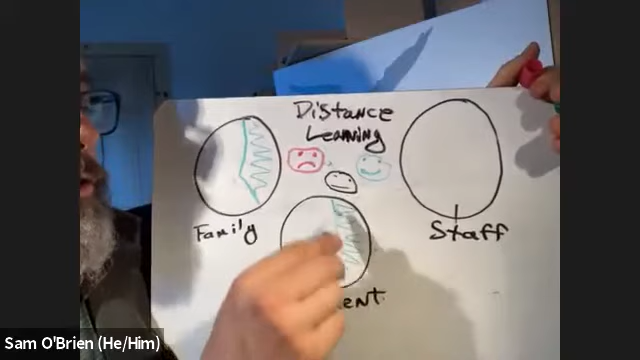 Distance
Learning
Family
Staff
Sam O'Brien (He/Him)